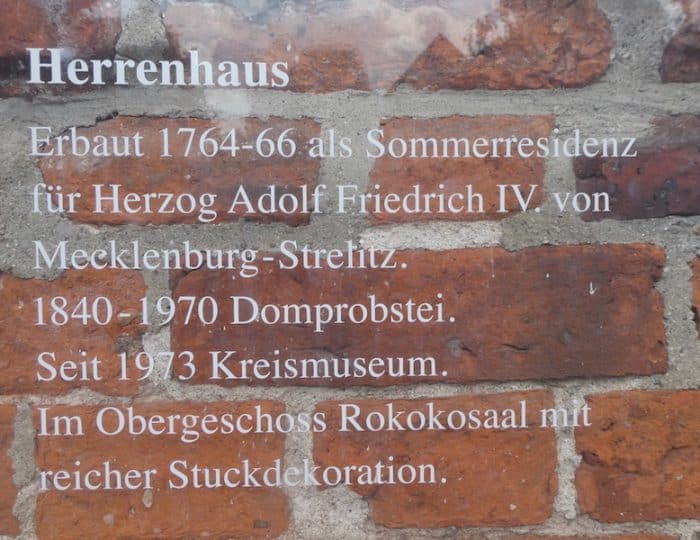 Herrenhaus
Erbaut 1764-66 als Sommerresidenz
für Herzog Adolf Friedrich IV. von
Mecklenburg-Strelitz.
1840-1970 Domprobstei.
Seit 1973 Kreismuseum.
Im Obergeschoss Rokokosaal mit
reicher Stuckdekoration.